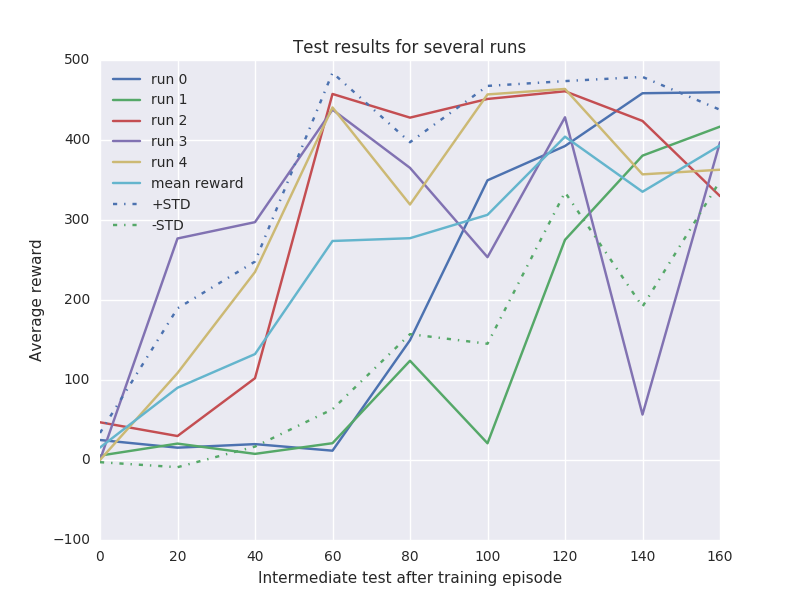 Test results for several runs
500
400
300
200
100
0
−100
Average reward
run 0
run 1
run 2
run 3
run 4
mean reward
+STD
-STD
0 20 40 60 80 100 120 140 160
Intermediate test after training episode